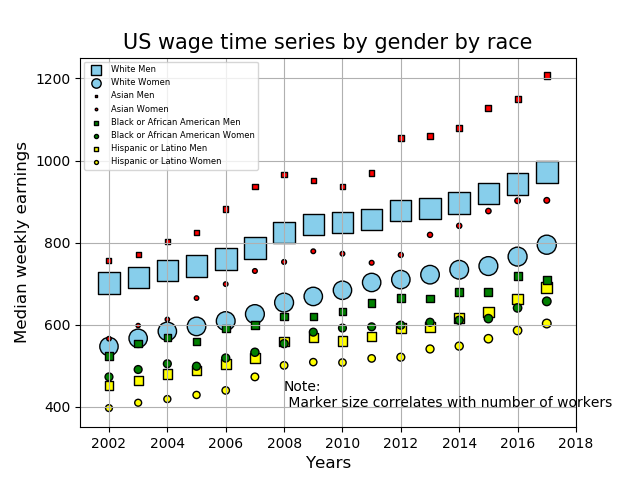 US wage time series by gender by race
White Men
White Women
Asian Men
Asian Women
Black or African American Men
Black or African American Women
Hispanic or Latino Men
Hispanic or Latino Women
Median weekly earnings
1200
1000
800
600
400
Note:
Marker size correlates with number of workers
2002 2004 2006 2008 2010 2012 2014 2016 2018
Years